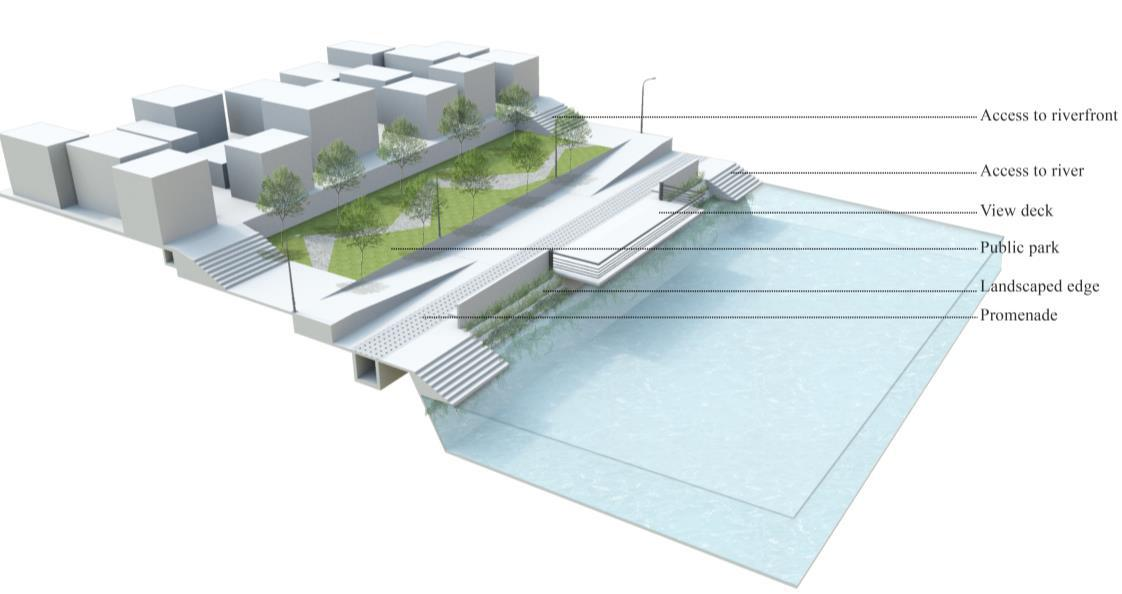 Access to riverfront
Access to river
View deck
Public park
Landscaped edge
Promenade